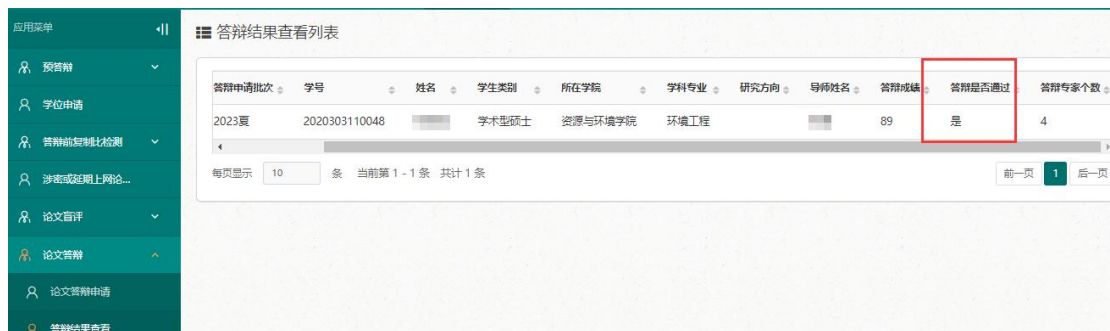 应用菜单
预答辩
学位申请
答辩前复制比检测
涉密或延期上网论...
论文盲评
论文答辩
论文答辩申请
答辩结果查看
答辩结果查看列表
答辩申请批次 学号 姓名 学生类别 所在学院 学科专业 研究方向 导师姓名 答辩成绩 答辩是否通过 答辩专家个数
2023夏 2020303110048 学术型硕士 资源与环境学院 环境工程 89 是 4
每页显示 10 条 当前第 1 - 1 条 共计 1 条 前一页 1 后一页